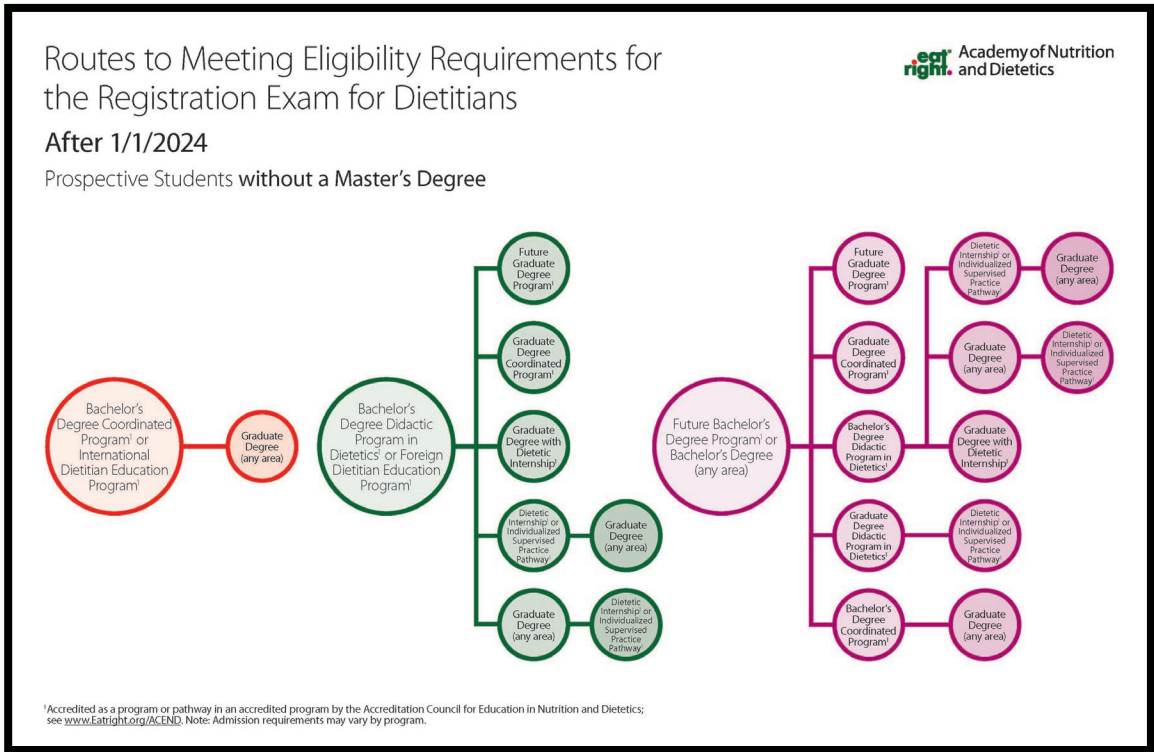 Routes to Meeting Eligibility Requirements for
the Registration Exam for Dietitians
After 1/1/2024
Prospective Students without a Master's Degree
eat®
right.
Academy of Nutrition
and Dietetics
Bachelor's
Degree Coordinated
Program¹ or
International
Dietitian Education
Program¹
Graduate
Degree
(any area)
Bachelor's
Degree Didactic
Program in
Dietetics¹ or Foreign
Dietitian Education
Program¹
Future
Graduate
Degree
Program¹
Graduate
Degree
Coordinated
Program¹
Graduate
Degree with
Dietetic
Internship¹
Dietetic
Internship¹ or
Individualized
Supervised
Practice
Pathway¹
Graduate
Degree
(any area)
Graduate
Degree
(any area)
Dietetic
Internship¹ or
Individualized
Supervised
Practice
Pathway¹
Future Bachelor's
Degree Program¹ or
Bachelor's Degree
(any area)
Future
Graduate
Degree
Program¹
Graduate
Degree
Coordinated
Program¹
Bachelor's
Degree
Didactic
Program in
Dietetics¹
Dietetic
Internship¹ or
Individualized
Supervised
Practice
Pathway¹
Graduate
Degree
(any area)
Graduate
Degree
(any area)
Dietetic
Internship¹ or
Individualized
Supervised
Practice
Pathway¹
Graduate
Degree with
Dietetic
Internship¹
Graduate
Degree
Didactic
Program in
Dietetics¹
Dietetic
Internship¹ or
Individualized
Supervised
Practice
Pathway¹
Bachelor's
Degree
Coordinated
Program¹
Graduate
Degree
(any area)
¹Accredited as a program or pathway in an accredited program by the Accreditation Council for Education in Nutrition and Dietetics;
see www.Eatright.org/ACEND. Note: Admission requirements may vary by program.